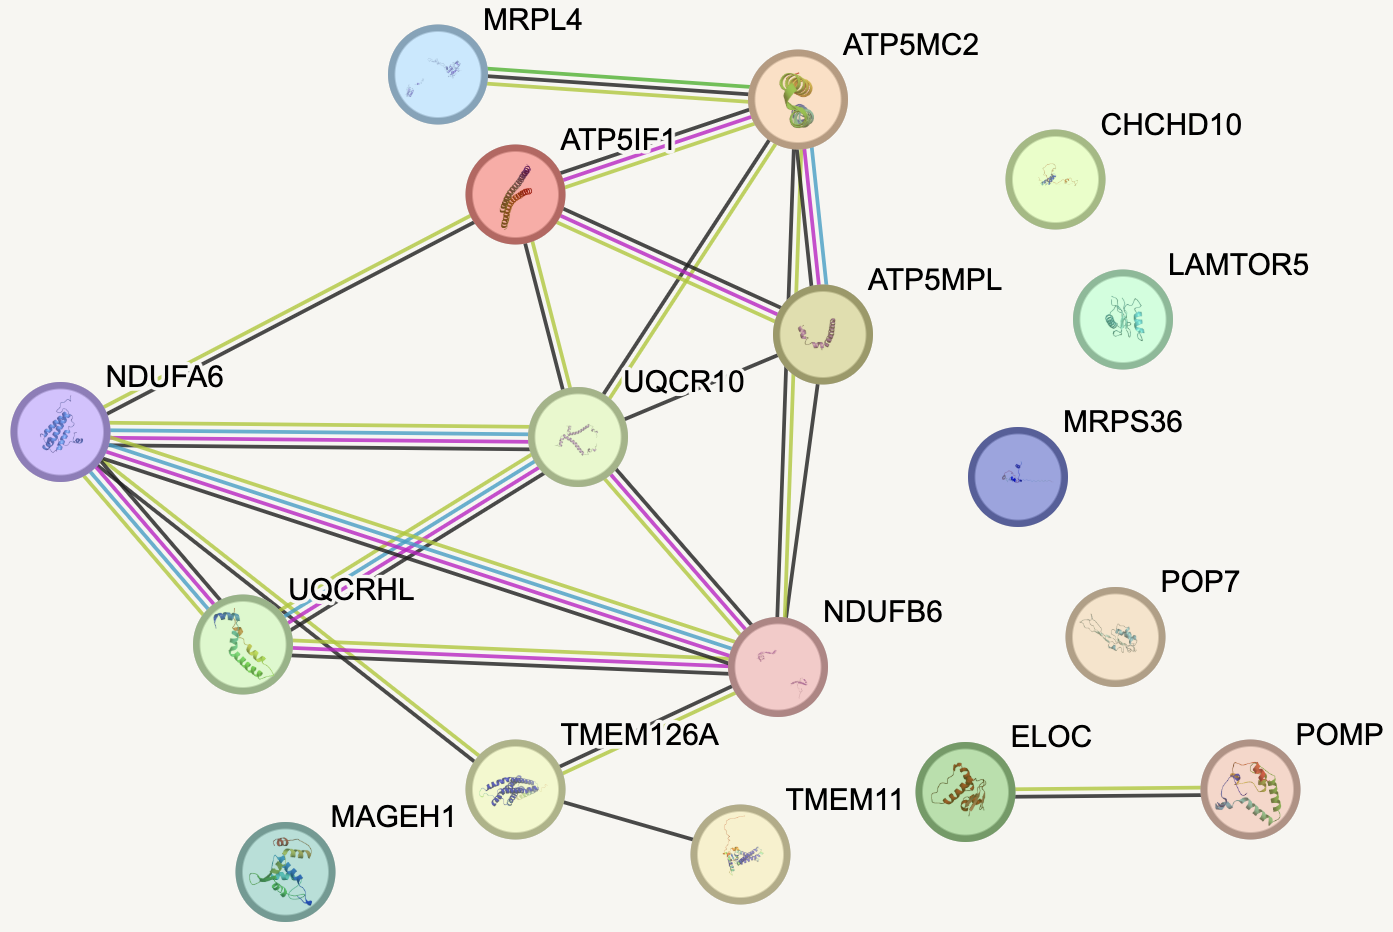 MRPL4
ATP5MC2
CHCHD10
ATP5IF1
LAMTOR5
ATP5MPL
NDUFA6
UQCR10
MRPS36
POP7
UQCRHL
NDUFB6
TMEM126A
ELOC
POMP
TMEM11
MAGEH1